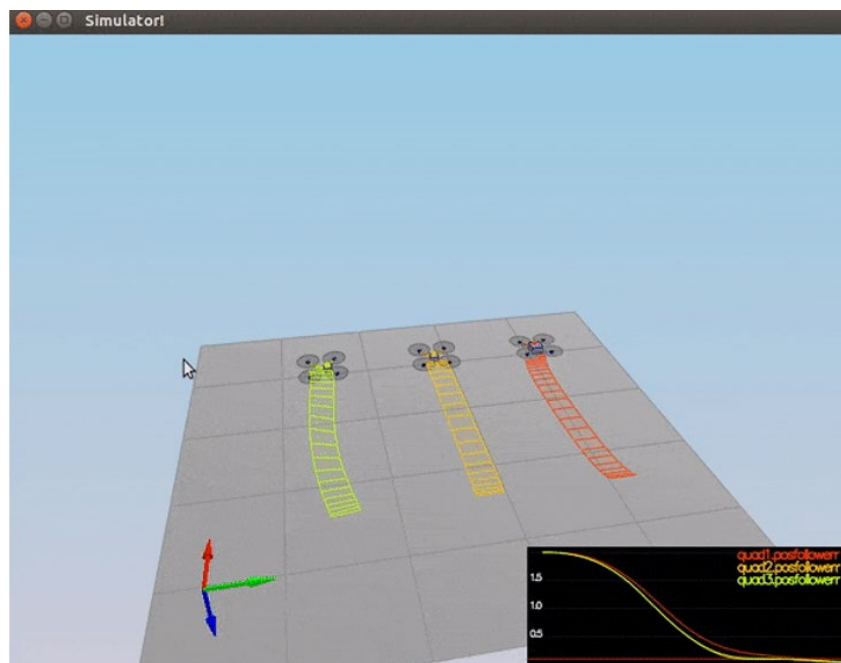 Simulator!
quad1.posfollowerr
quad2.posfollowerr
quad3.posfollowerr
1.5
1.0
0.5